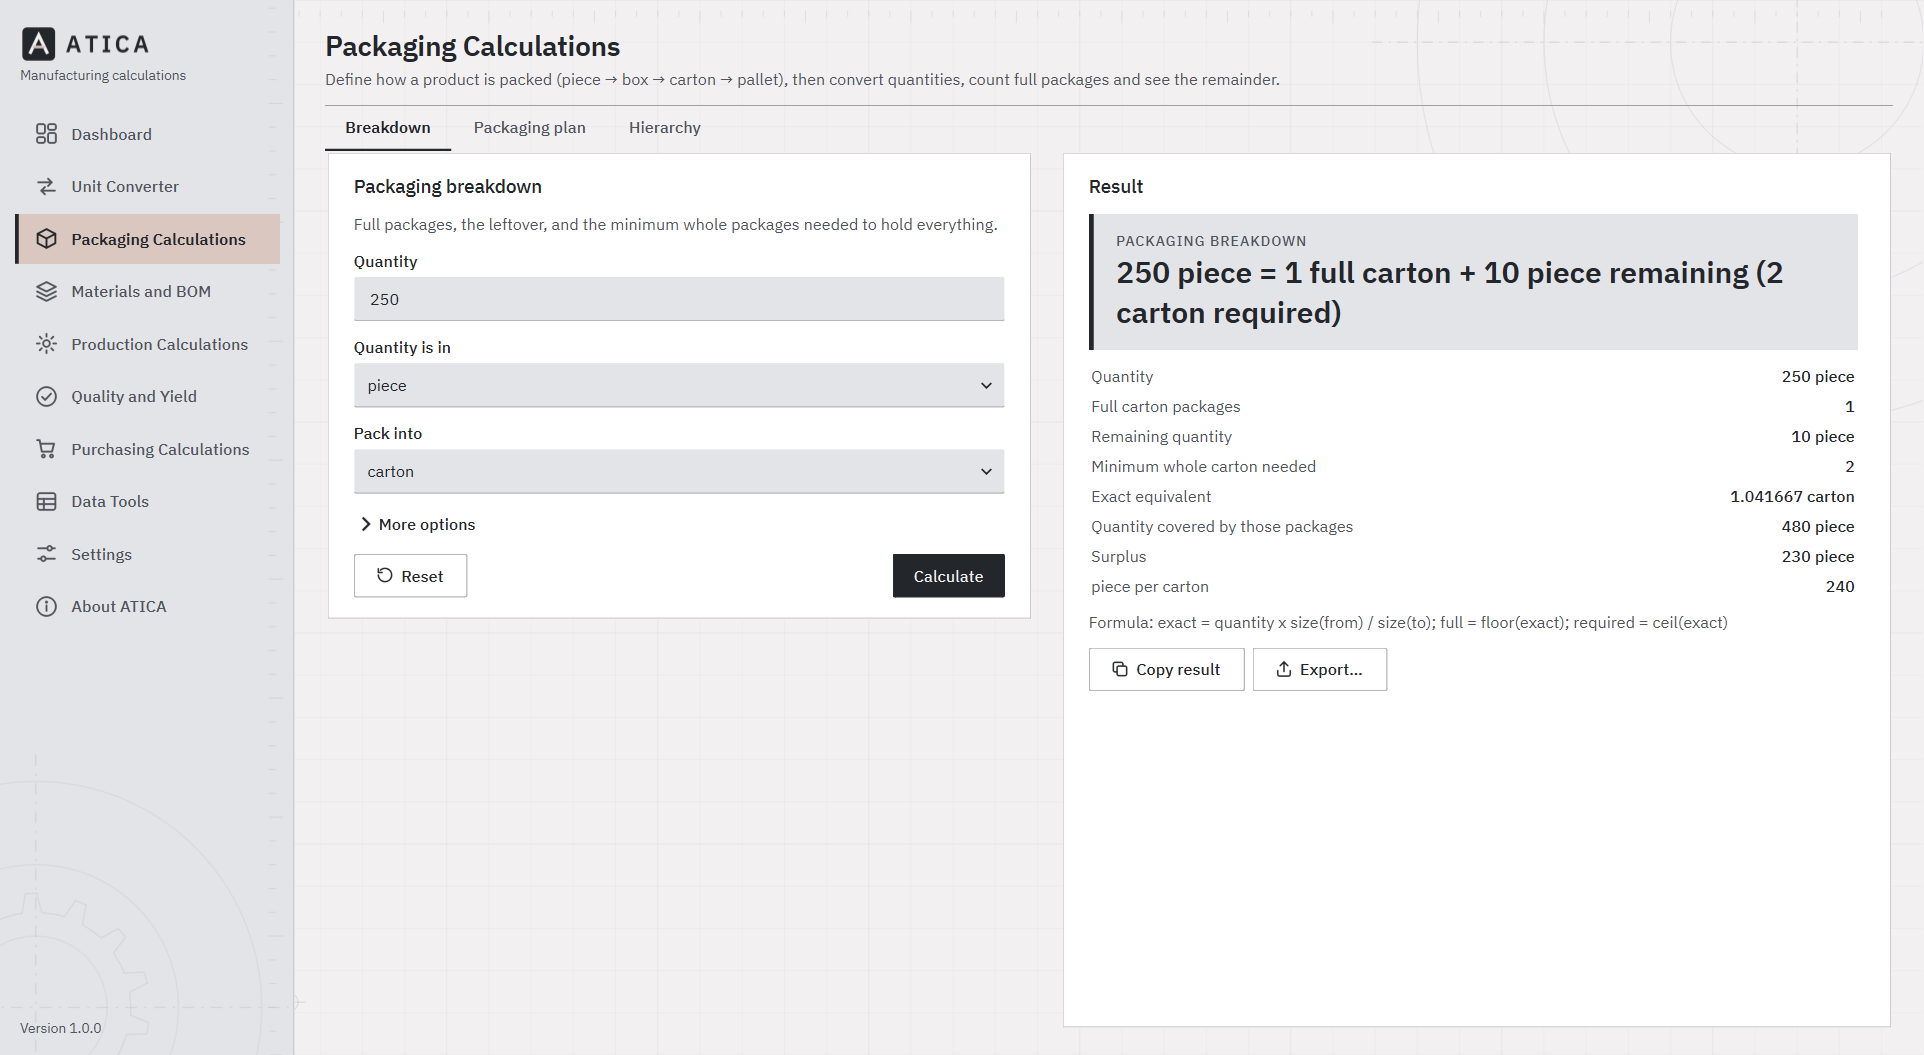 ATICA
Manufacturing calculations
Dashboard
Unit Converter
Packaging Calculations
Materials and BOM
Production Calculations
Quality and Yield
Purchasing Calculations
Data Tools
Settings
About ATICA
Version 1.0.0
Packaging Calculations
Define how a product is packed (piece → box → carton → pallet), then convert quantities, count full packages and see the remainder.
Breakdown
Packaging plan
Hierarchy
Packaging breakdown
Full packages, the leftover, and the minimum whole packages needed to hold everything.
Quantity
250
Quantity is in
piece
Pack into
carton
More options
Reset
Calculate
Result
PACKAGING BREAKDOWN
250 piece = 1 full carton + 10 piece remaining (2
carton required)
Quantity 250 piece
Full carton packages 1
Remaining quantity 10 piece
Minimum whole carton needed 2
Exact equivalent 1.041667 carton
Quantity covered by those packages 480 piece
Surplus 230 piece
piece per carton 240
Formula: exact = quantity x size(from) / size(to); full = floor(exact); required = ceil(exact)
Copy result
Export...